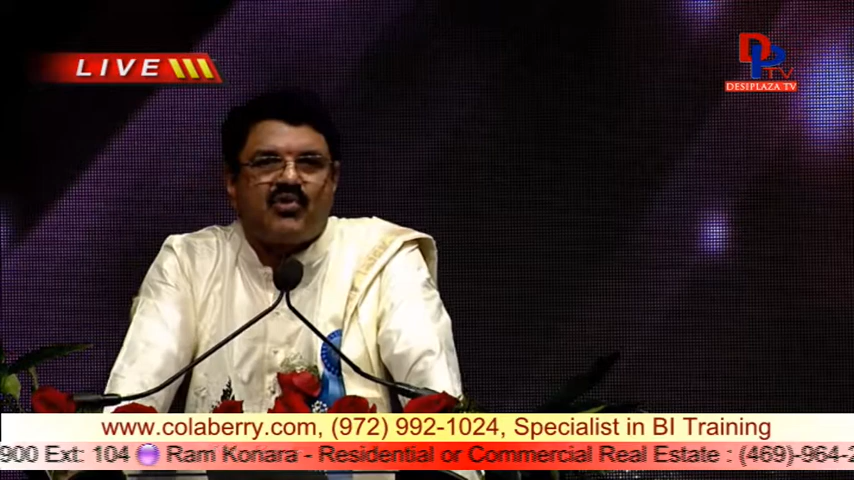 LIVE
DP TV
DESIPLAZA TV
www.colaberry.com, (972) 992-1024, Specialist in BI Training
900 Ext: 104 Ram Konara - Residential or Commercial Real Estate : (469)-964-2